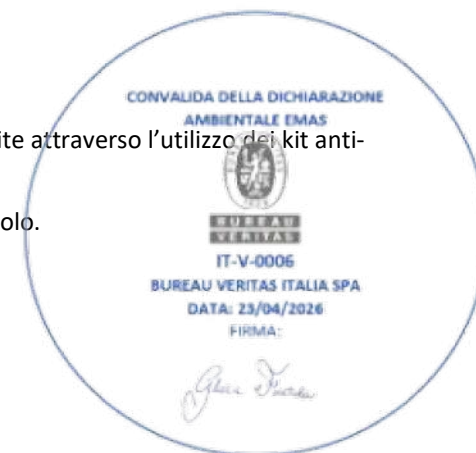 CONVALIDA DELLA DICHIARAZIONE
AMBIENTALE EMAS
ite attraverso l’utilizzo dei kit anti-
olo.
BUREAU
VERITAS
IT-V-0006
BUREAU VERITAS ITALIA SPA
DATA: 23/04/2026
FIRMA: